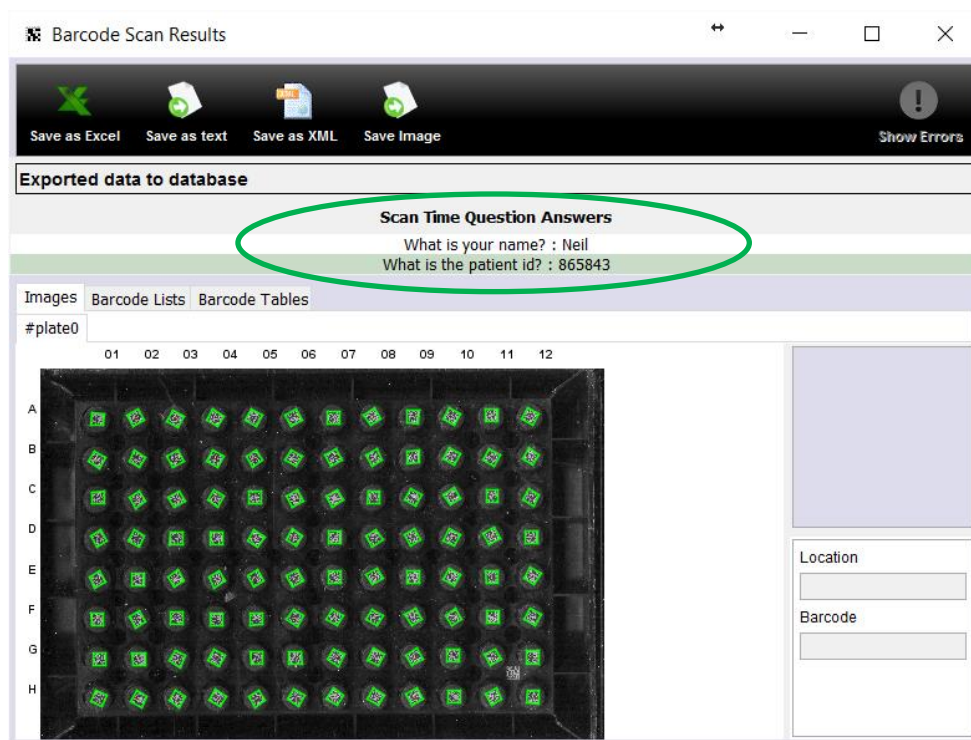 Barcode Scan Results
Save as Excel Save as text Save as XML Save Image Show Errors
Exported data to database
Scan Time Question Answers
What is your name? : Neil
What is the patient id? : 865843
Images Barcode Lists Barcode Tables
#plate0
01 02 03 04 05 06 07 08 09 10 11 12
A
B
C
D
E
F
G
H
Location
Barcode